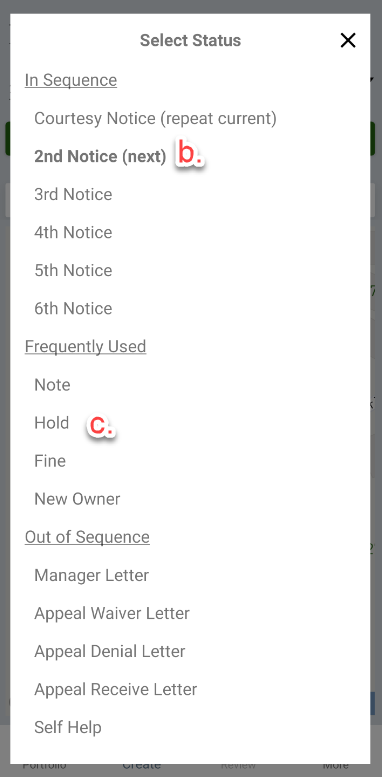 Select Status
In Sequence
Courtesy Notice (repeat current)
2nd Notice (next) b.
3rd Notice
4th Notice
5th Notice
6th Notice
Frequently Used
Note
Hold c.
Fine
New Owner
Out of Sequence
Manager Letter
Appeal Waiver Letter
Appeal Denial Letter
Appeal Receive Letter
Self Help
Portfolio Create Review More